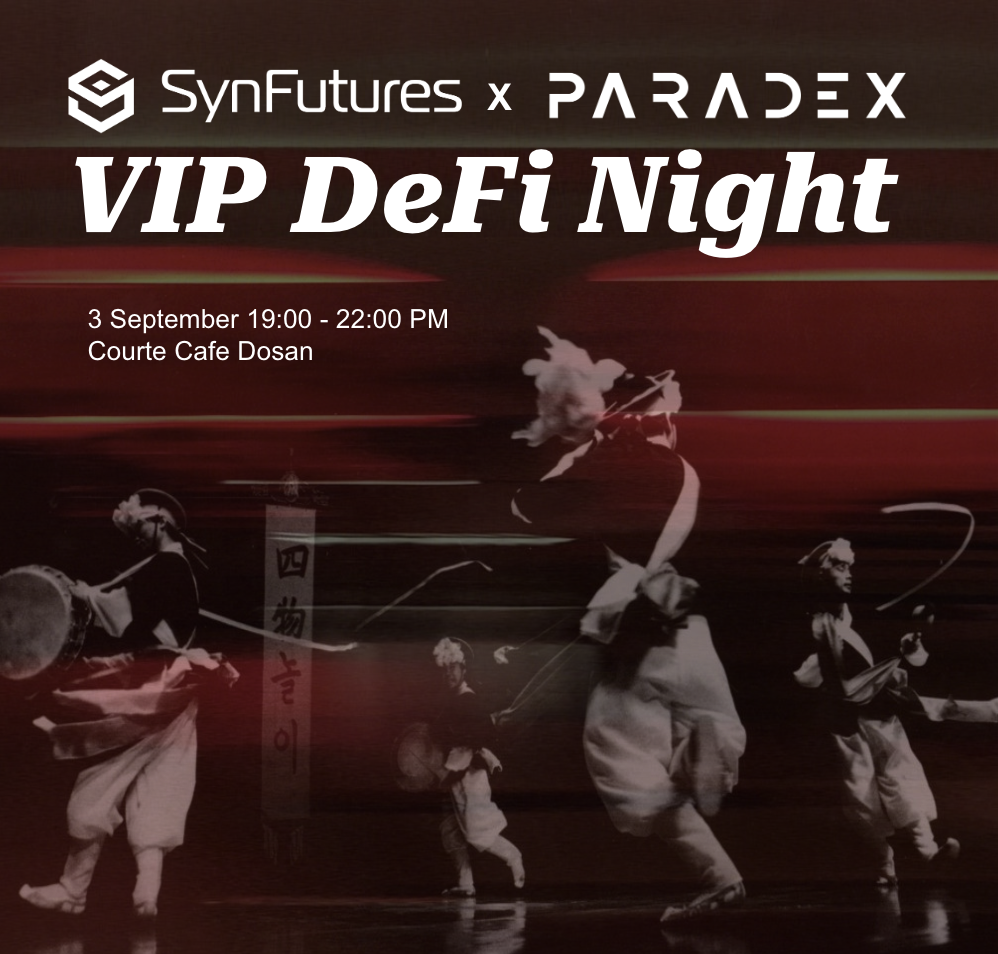 SynFutures x PARADEX
VIP DeFi Night
3 September 19:00 - 22:00 PM
Courte Cafe Dosan
四
物
놀
이